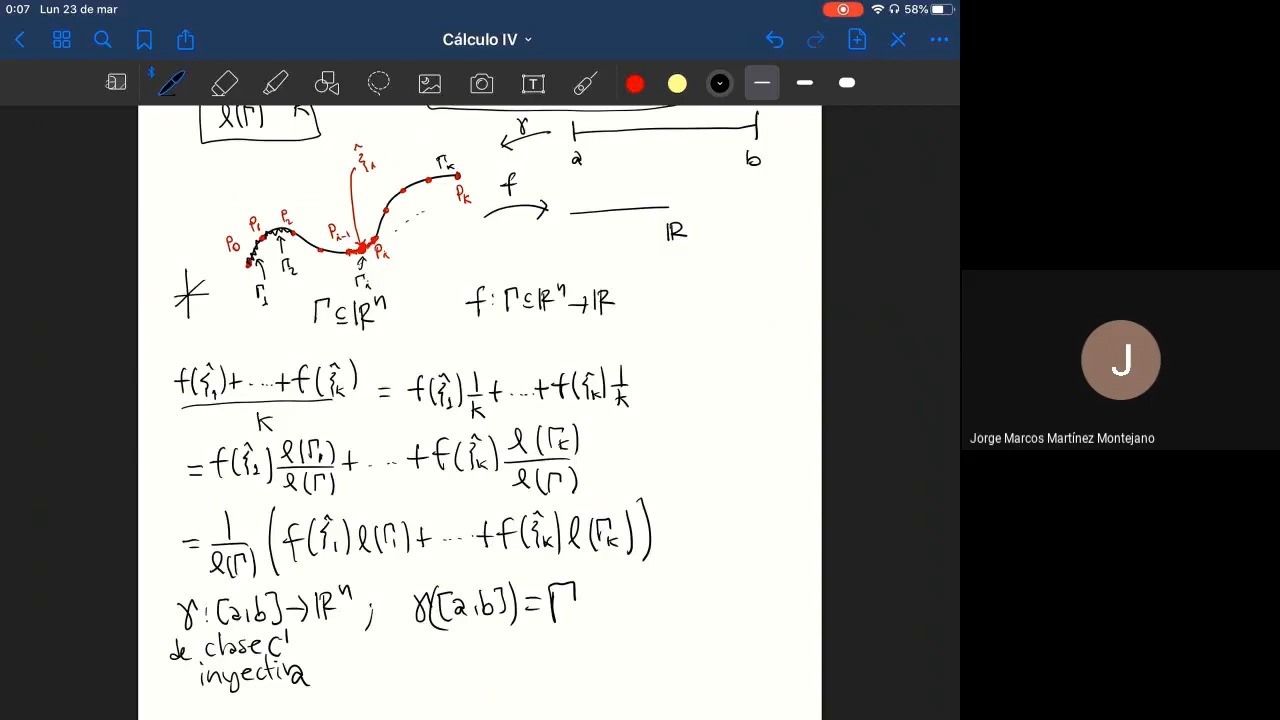 0:07 Lun 23 de mar 58%
Cálculo IV
l(Γ) k
γ
a b
ξ̂ᵢ Γₖ f
P₀ P₁ P₂ Pᵢ₋₁ Pᵢ Pₖ ℝ
Γ₁ Γ₂ Γᵢ
Γ⊆ℝⁿ f: Γ⊆ℝⁿ→ℝ
(f(ξ̂₁)+...+f(ξ̂ₖ))/k = f(ξ̂₁)1/k+...+f(ξ̂ₖ)1/k
= f(ξ̂₁) l(Γ₁)/l(Γ) + ... + f(ξ̂ₖ) l(Γₖ)/l(Γ)
= 1/l(Γ) (f(ξ̂₁)l(Γ₁)+...+f(ξ̂ₖ)l(Γₖ))
γ:[a,b]→ℝⁿ; γ([a,b])=Γ
de clase C¹
inyectiva
J
Jorge Marcos Martínez Montejano